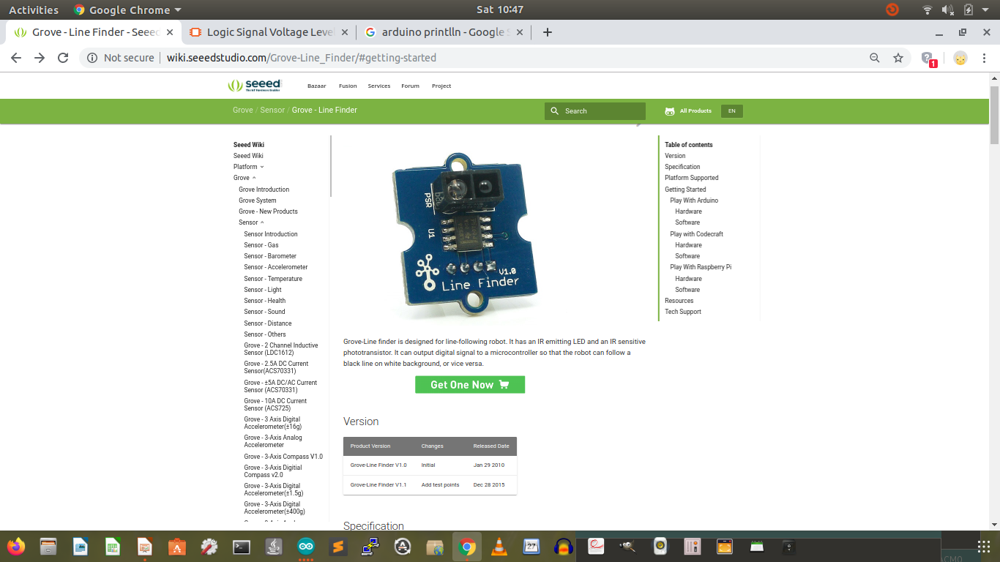 Activities
Google Chrome
Sat 10:47
Grove - Line Finder - Seeed
Logic Signal Voltage Level
arduino printlln - Google S
Not secure
wiki.seeedstudio.com/Grove-Line_Finder/#getting-started
1
seeed
The IoT Hardware Enabler
Bazaar
Fusion
Services
Forum
Project
Grove / Sensor / Grove - Line Finder
Search
All Products
EN
Seeed Wiki
Seeed Wiki
Platform
Grove
Grove Introduction
Grove System
Grove - New Products
Sensor
Sensor Introduction
Sensor - Gas
Sensor - Barometer
Sensor - Accelerometer
Sensor - Temperature
Sensor - Light
Sensor - Health
Sensor - Sound
Sensor - Distance
Sensor - Others
Grove - 2 Channel Inductive
Sensor (LDC1612)
Grove - 2.5A DC Current
Sensor(ACS70331)
Grove - ±5A DC/AC Current
Sensor (ACS70331)
Grove - 10A DC Current
Sensor (ACS725)
Grove - 3 Axis Digital
Accelerometer(±16g)
Grove - 3-Axis Analog
Accelerometer
Grove - 3-Axis Compass V1.0
Grove - 3-Axis Digitial
Compass v2.0
Grove - 3-Axis Digital
Accelerometer(±1.5g)
Grove - 3-Axis Digital
Accelerometer(±400g)
PSR
U1
V1.0
Line Finder
Grove-Line finder is designed for line-following robot. It has an IR emitting LED and an IR sensitive
phototransistor. It can output digital signal to a microcontroller so that the robot can follow a
black line on white background, or vice versa.
Get One Now
Version
Product Version
Changes
Released Date
Grove-Line Finder V1.0
Initial
Jan 29 2010
Grove-Line Finder V1.1
Add test points
Dec 28 2015
Specification
Table of contents
Version
Specification
Platform Supported
Getting Started
Play With Arduino
Hardware
Software
Play with Codecraft
Hardware
Software
Play With Raspberry Pi
Hardware
Software
Resources
Tech Support
27
ACM0